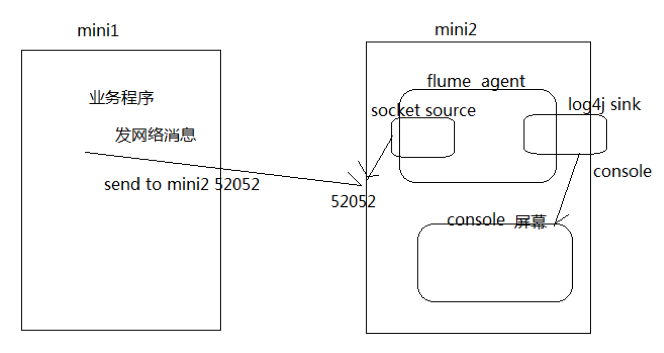 mini1
业务程序
发网络消息
send to mini2 52052
mini2
flume agent
socket source
log4j sink
52052
console
console 屏幕